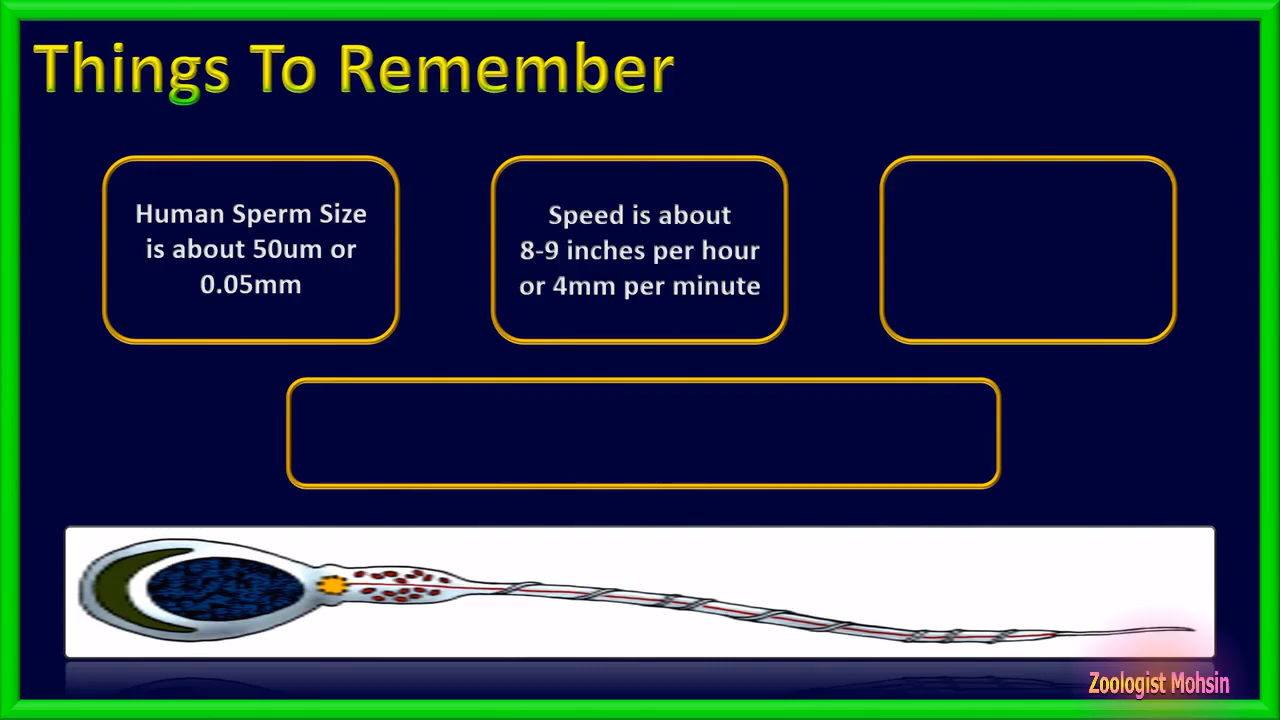 Things To Remember
Human Sperm Size
is about 50um or
0.05mm
Speed is about
8-9 inches per hour
or 4mm per minute
Zoologist Mohsin